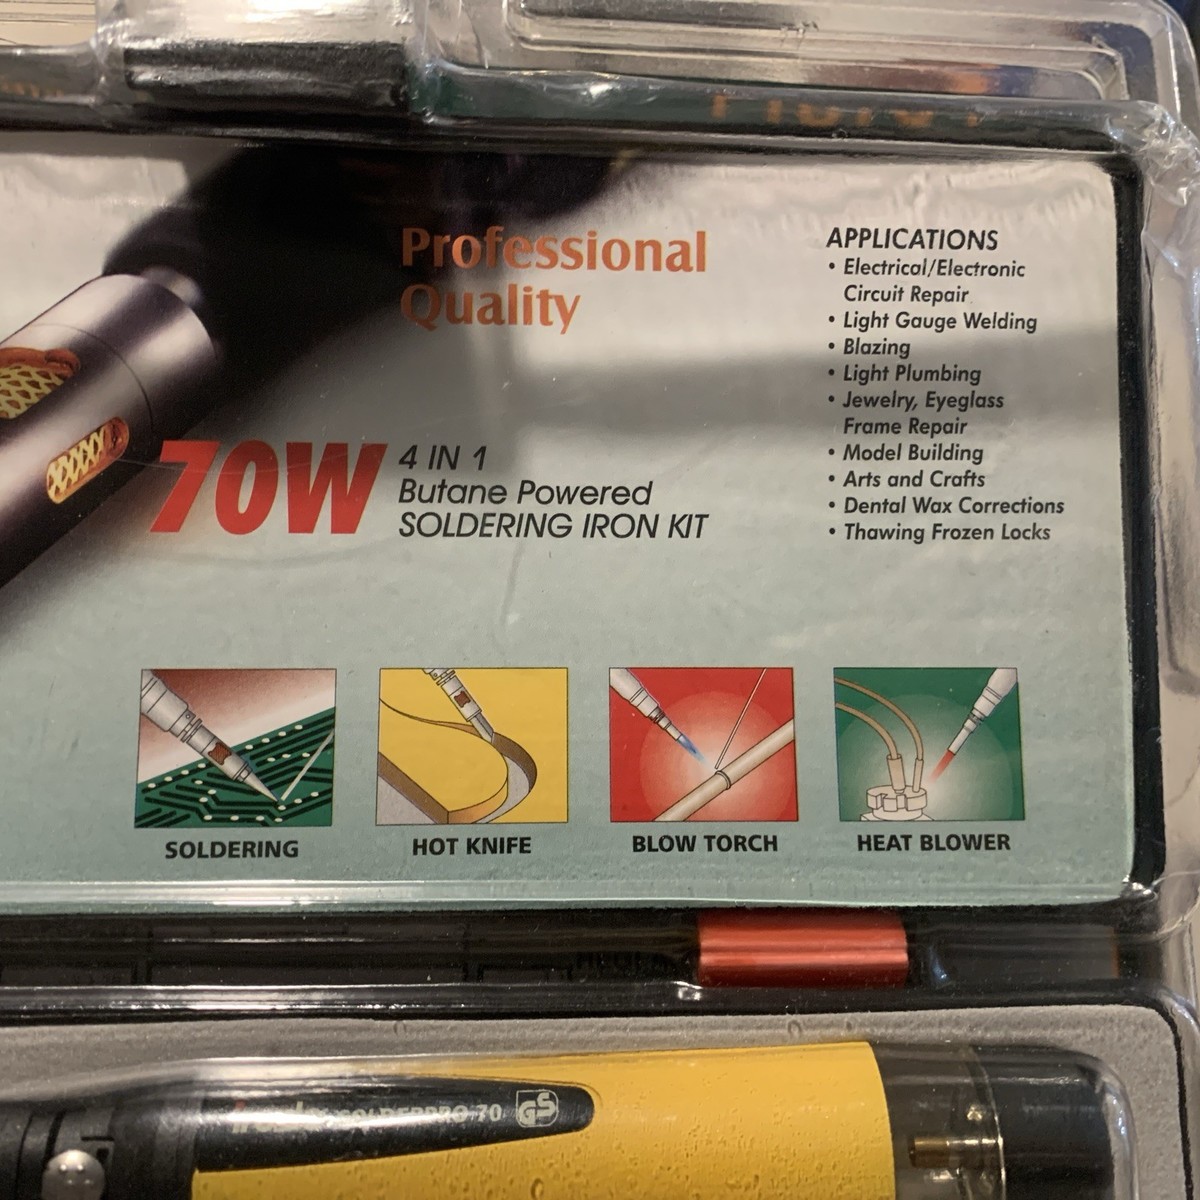 Professional
Quality
70W
4 IN 1
Butane Powered
SOLDERING IRON KIT
APPLICATIONS
• Electrical/Electronic
Circuit Repair
• Light Gauge Welding
• Blazing
• Light Plumbing
• Jewelry, Eyeglass
Frame Repair
• Model Building
• Arts and Crafts
• Dental Wax Corrections
• Thawing Frozen Locks
SOLDERING
HOT KNIFE
BLOW TORCH
HEAT BLOWER
SOLDERPRO 70 GS